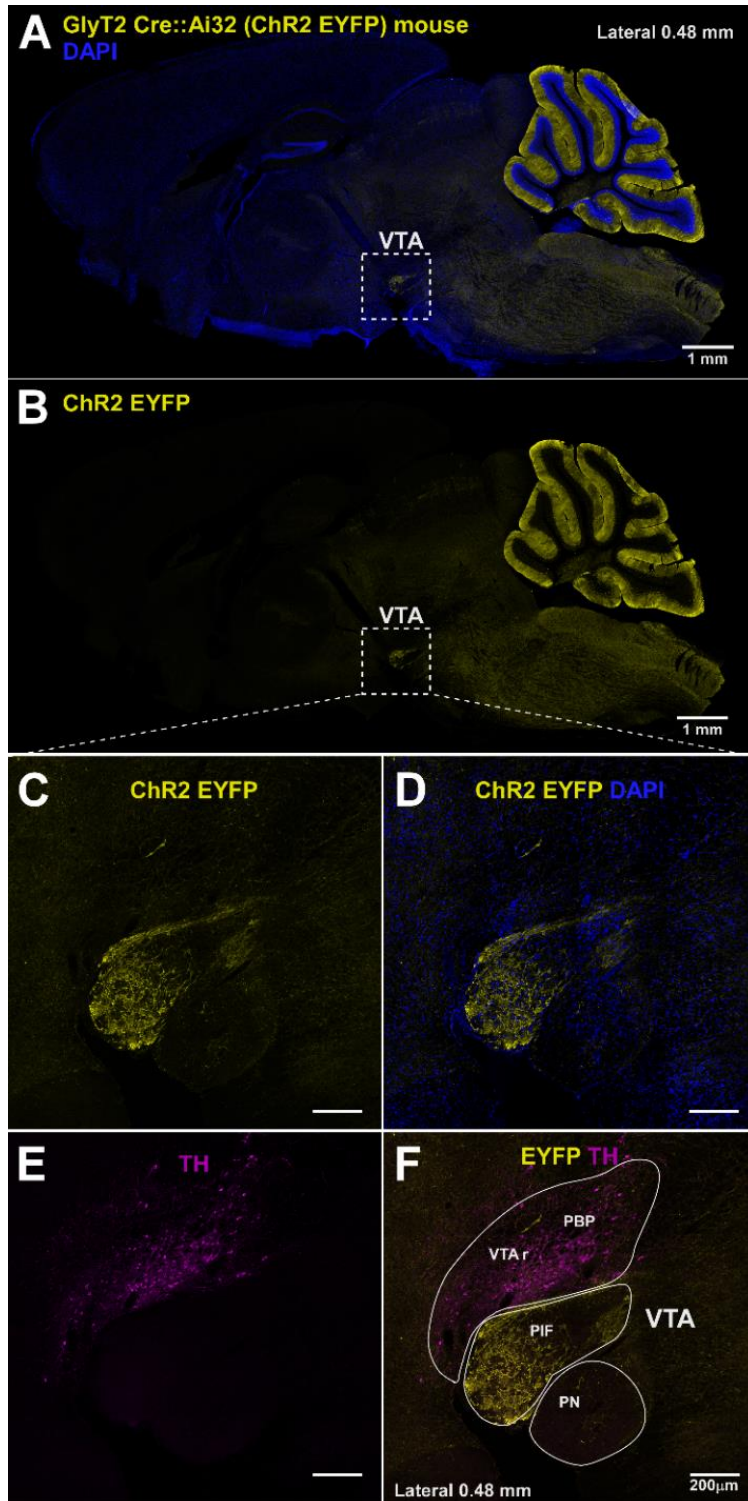 A
GlyT2 Cre::Ai32 (ChR2 EYFP) mouse
DAPI
Lateral 0.48 mm
VTA
1 mm
B
ChR2 EYFP
VTA
1 mm
C
ChR2 EYFP
D
ChR2 EYFP DAPI
E
TH
F
EYFP TH
PBP
VTA r
PIF
VTA
PN
Lateral 0.48 mm
200µm